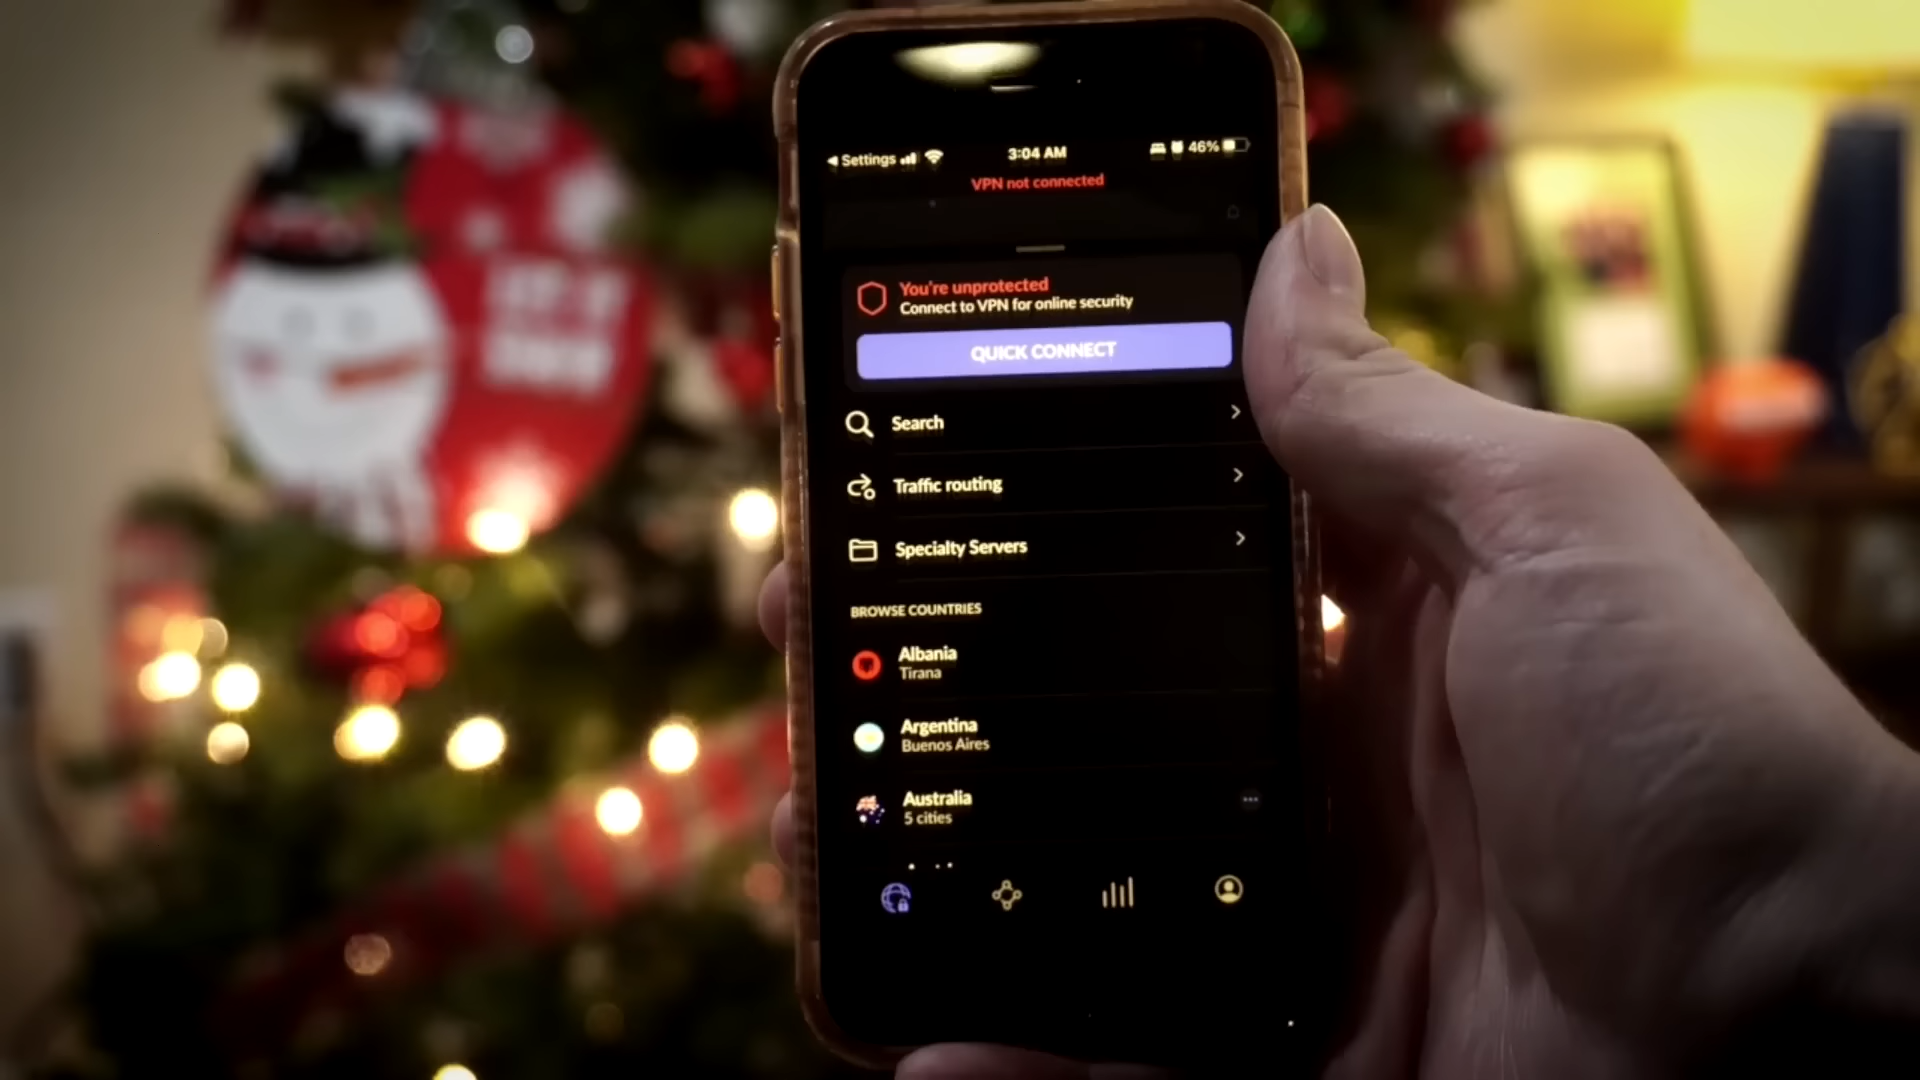 Settings
3:04 AM
46%
VPN not connected
You're unprotected
Connect to VPN for online security
QUICK CONNECT
Search
Traffic routing
Specialty Servers
BROWSE COUNTRIES
Albania
Tirana
Argentina
Buenos Aires
Australia
5 cities